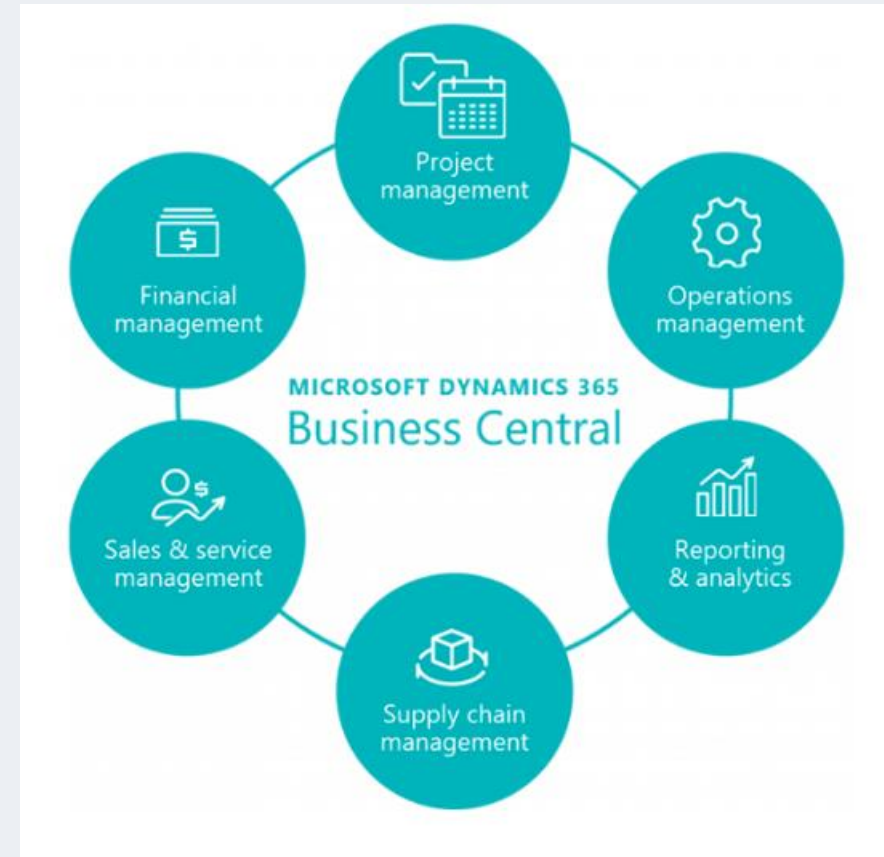 Project
management
Financial
management
Operations
management
MICROSOFT DYNAMICS 365
Business Central
Sales & service
management
Reporting
& analytics
Supply chain
management